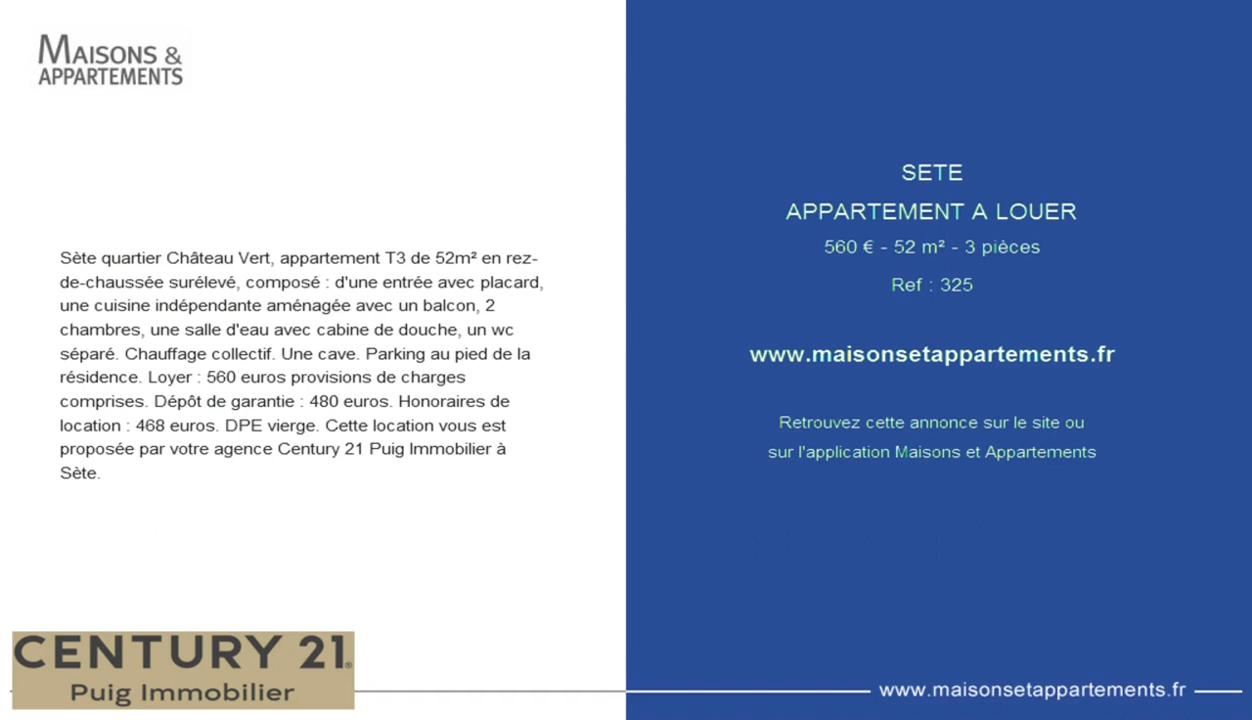 MAISONS &
APPARTEMENTS
Sète quartier Château Vert, appartement T3 de 52m² en rez-
de-chaussée surélevé, composé : d'une entrée avec placard,
une cuisine indépendante aménagée avec un balcon, 2
chambres, une salle d'eau avec cabine de douche, un wc
séparé. Chauffage collectif. Une cave. Parking au pied de la
résidence. Loyer : 560 euros provisions de charges
comprises. Dépôt de garantie : 480 euros. Honoraires de
location : 468 euros. DPE vierge. Cette location vous est
proposée par votre agence Century 21 Puig Immobilier à
Sète.
CENTURY 21®
Puig Immobilier
SETE
APPARTEMENT A LOUER
560 € - 52 m² - 3 pièces
Ref : 325
www.maisonsetappartements.fr
Retrouvez cette annonce sur le site ou
sur l'application Maisons et Appartements
www.maisonsetappartements.fr